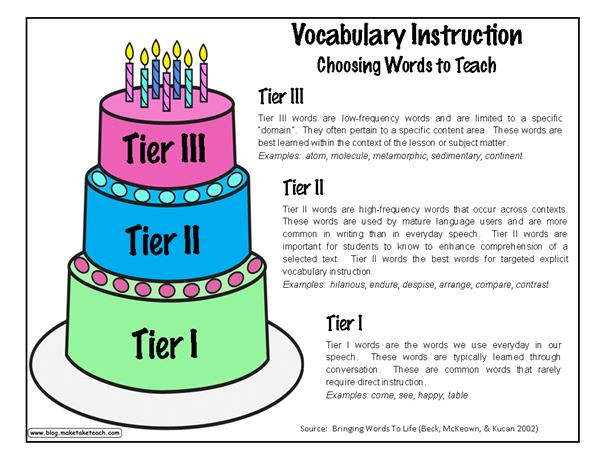 Vocabulary Instruction
Choosing Words to Teach
Tier III
Tier III words are low-frequency words and are limited to a specific
"domain". They often pertain to a specific content area. These words are
best learned within the context of the lesson or subject matter.
Examples: atom, molecule, metamorphic, sedimentary, continent
Tier III
Tier II
Tier II words are high-frequency words that occur across contexts.
These words are used by mature language users and are more
common in writing than in everyday speech. Tier II words are
important for students to know to enhance comprehension of a
selected text. Tier II words the best words for targeted explicit
vocabulary instruction.
Examples: hilarious, endure, despise, arrange, compare, contrast
Tier II
Tier I
Tier I words are the words we use everyday in our
speech. These words are typically learned through
conversation. These are common words that rarely
require direct instruction.
Examples: come, see, happy, table
Tier I
Source: Bringing Words To Life (Beck, McKeown, & Kucan 2002)
www.blog.maketaketeach.com